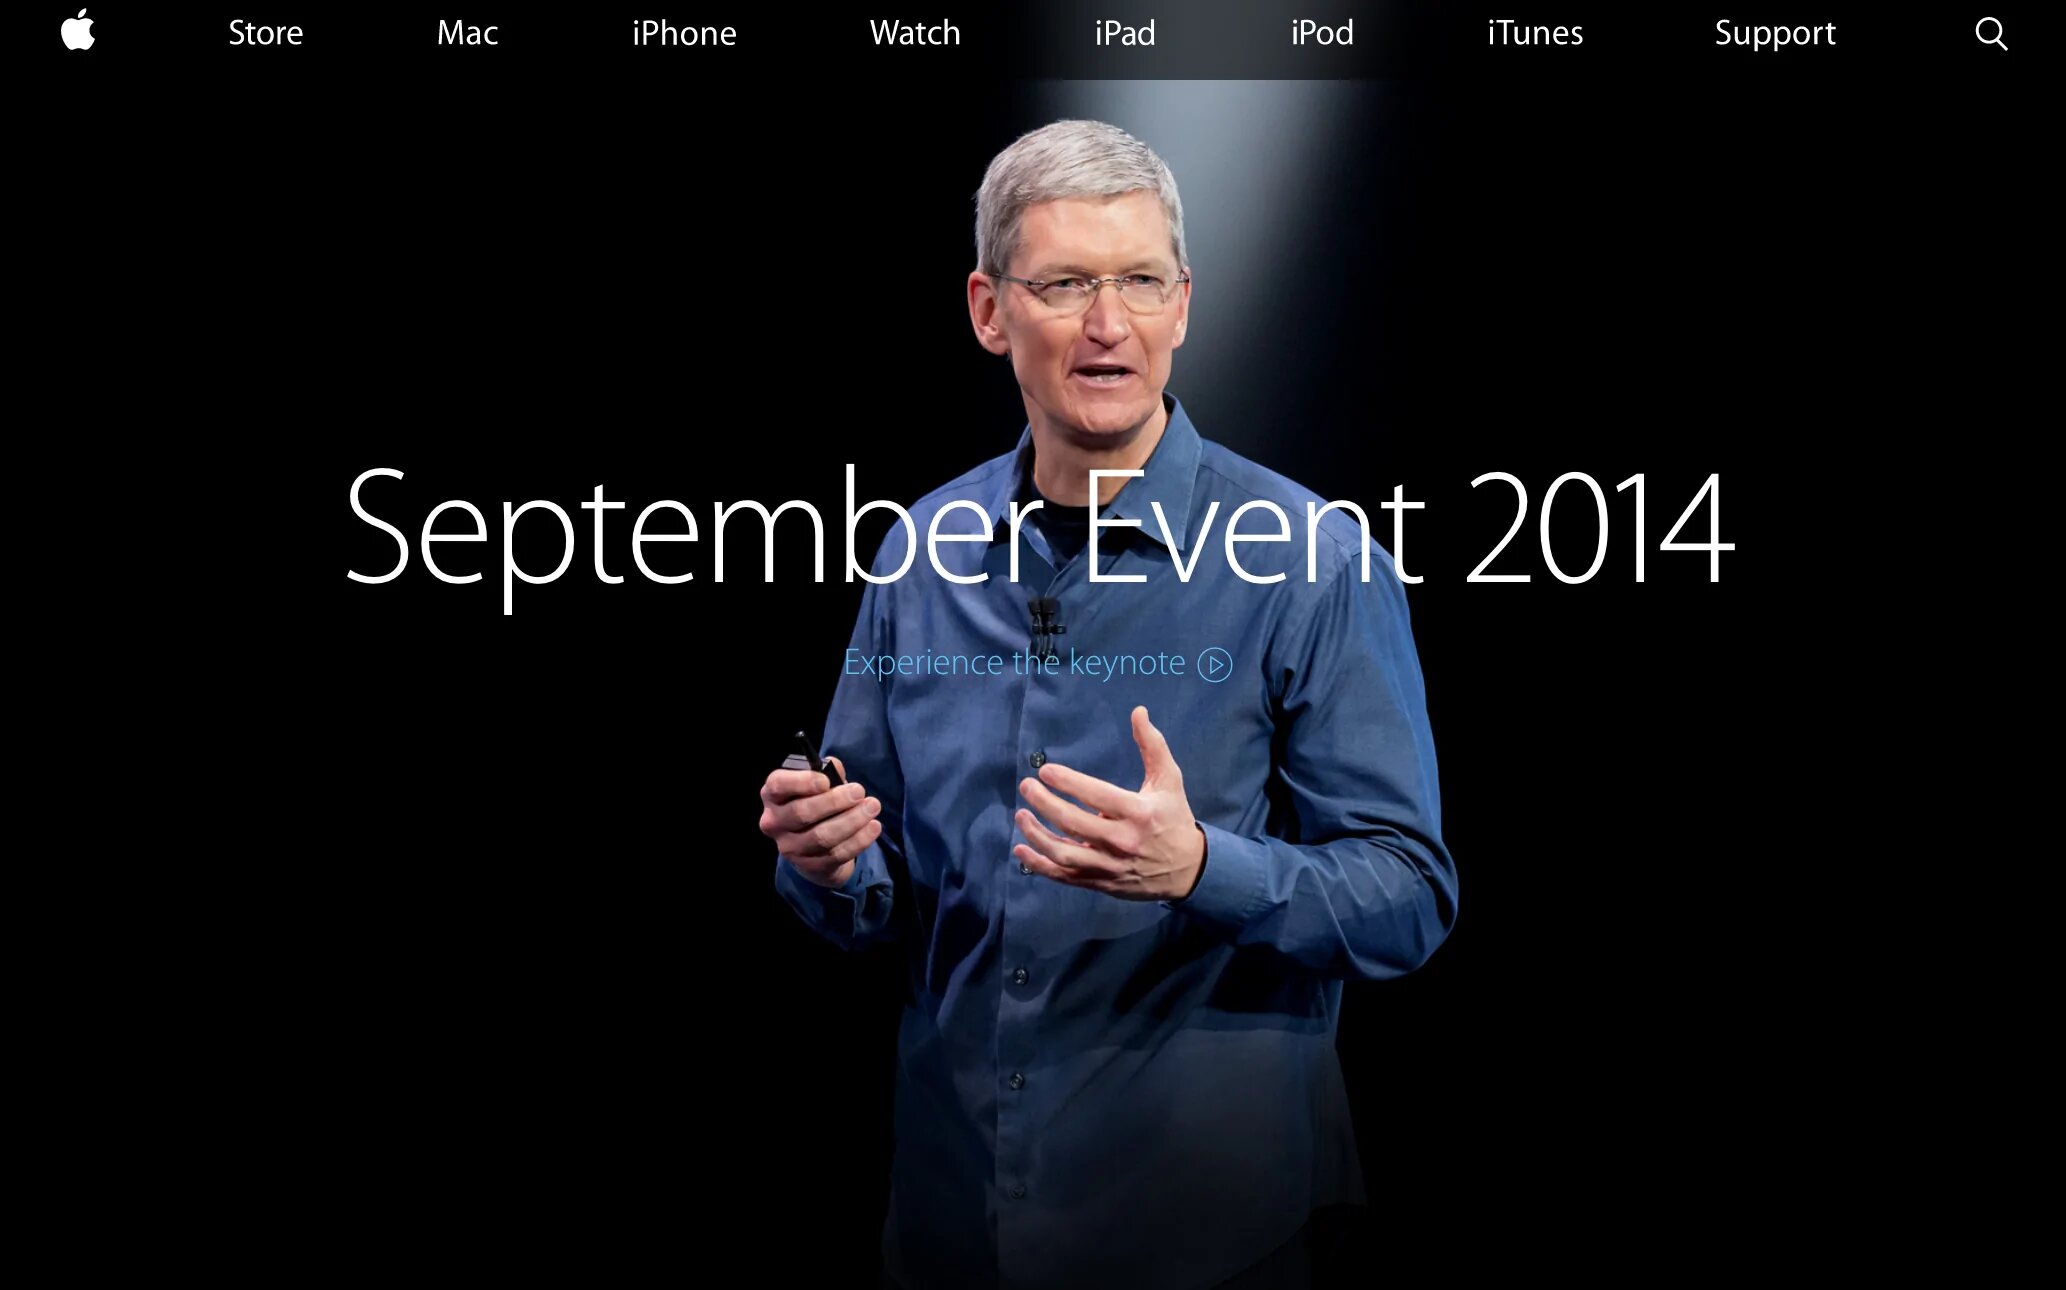 Store Mac iPhone Watch iPad iPod iTunes Support
September Event 2014
Experience the keynote